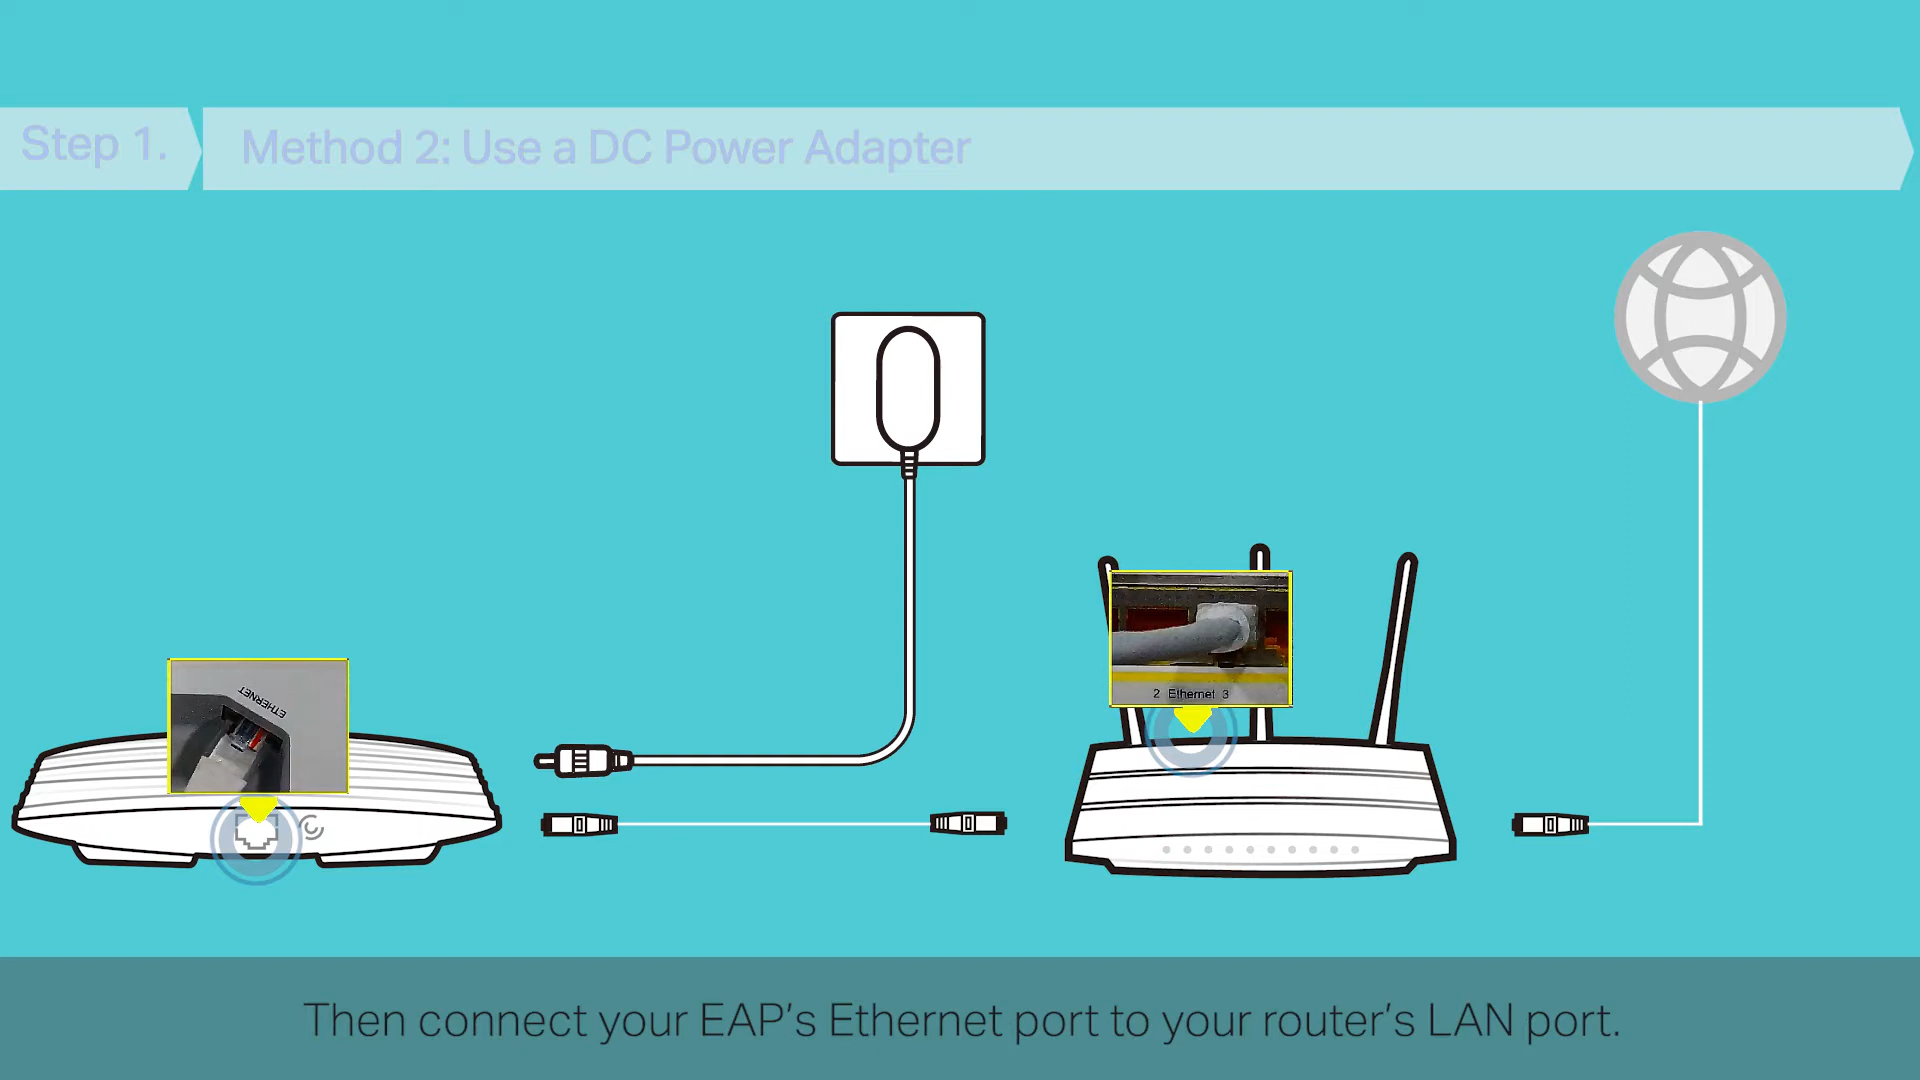 Step 1.
Method 2: Use a DC Power Adapter
2 Ethernet 3
ETHERNET
Then connect your EAP’s Ethernet port to your router’s LAN port.